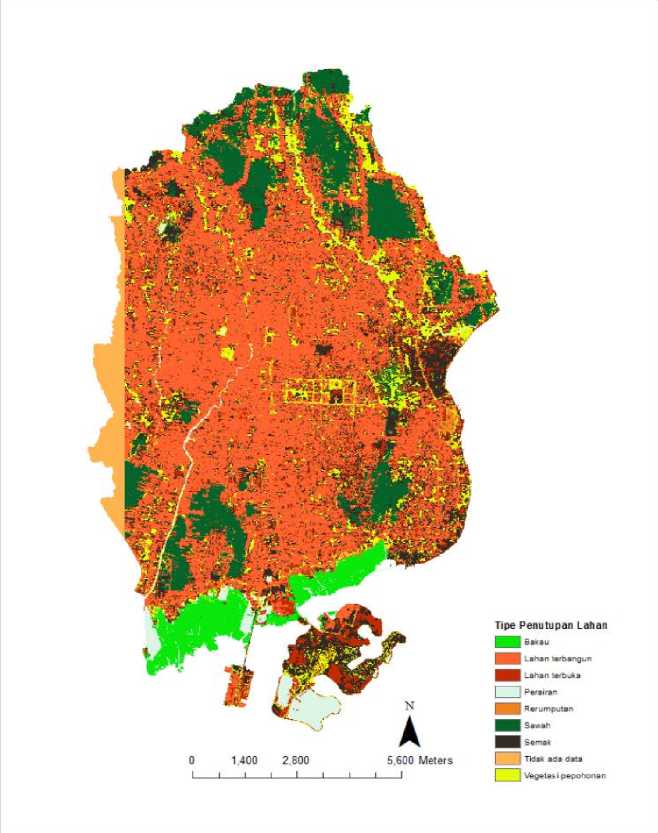 Tipe Penutupan Lahan
Bakau
Lahan terbangun
Lahan terbuka
Perairan
Rerumputan
Sawah
Semak
Tidak ada data
Vegetasi pepohonan
N
0 1,400 2,800 5,600 Meters